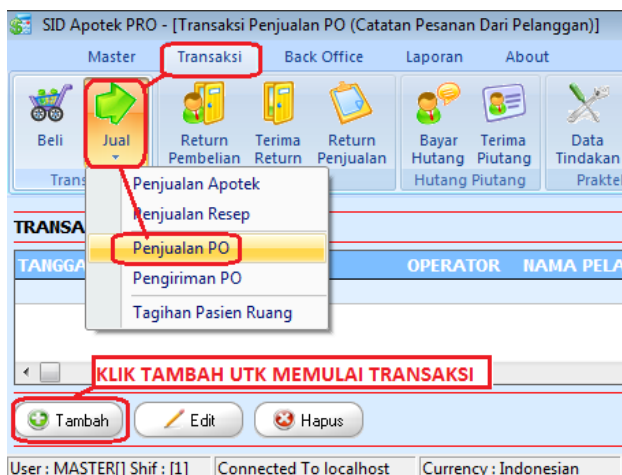 SID Apotek PRO - [Transaksi Penjualan PO (Catatan Pesanan Dari Pelanggan)]
Master Transaksi Back Office Laporan About
Beli Jual Return Pembelian Terima Return Return Penjualan Bayar Hutang Terima Piutang Data Tindakan
Trans Hutang Piutang Praktel
Penjualan Apotek
Penjualan Resep
TRANSA
Penjualan PO
TANGGA OPERATOR NAMA PELA
Pengiriman PO
Tagihan Pasien Ruang
KLIK TAMBAH UTK MEMULAI TRANSAKSI
Tambah Edit Hapus
User : MASTER[] Shif : [1] Connected To localhost Currency : Indonesian